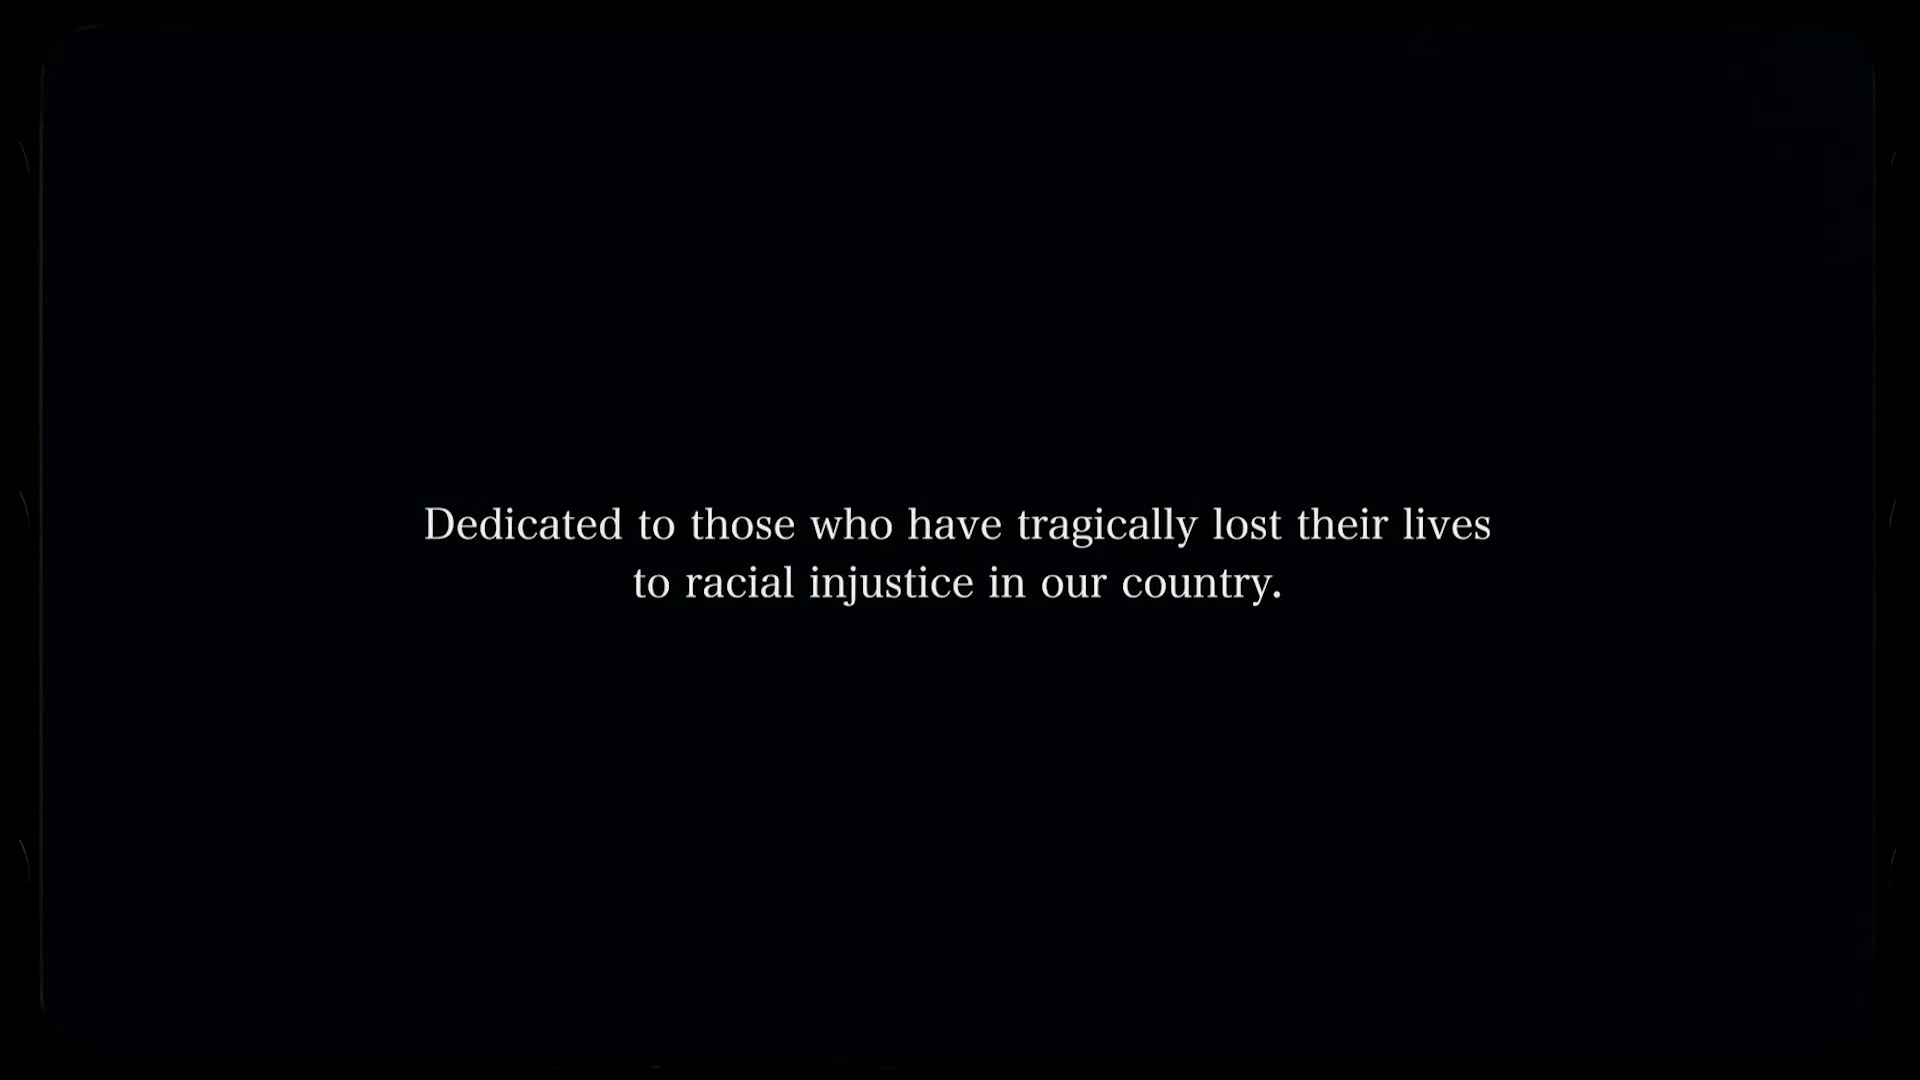 Dedicated to those who have tragically lost their lives
to racial injustice in our country.